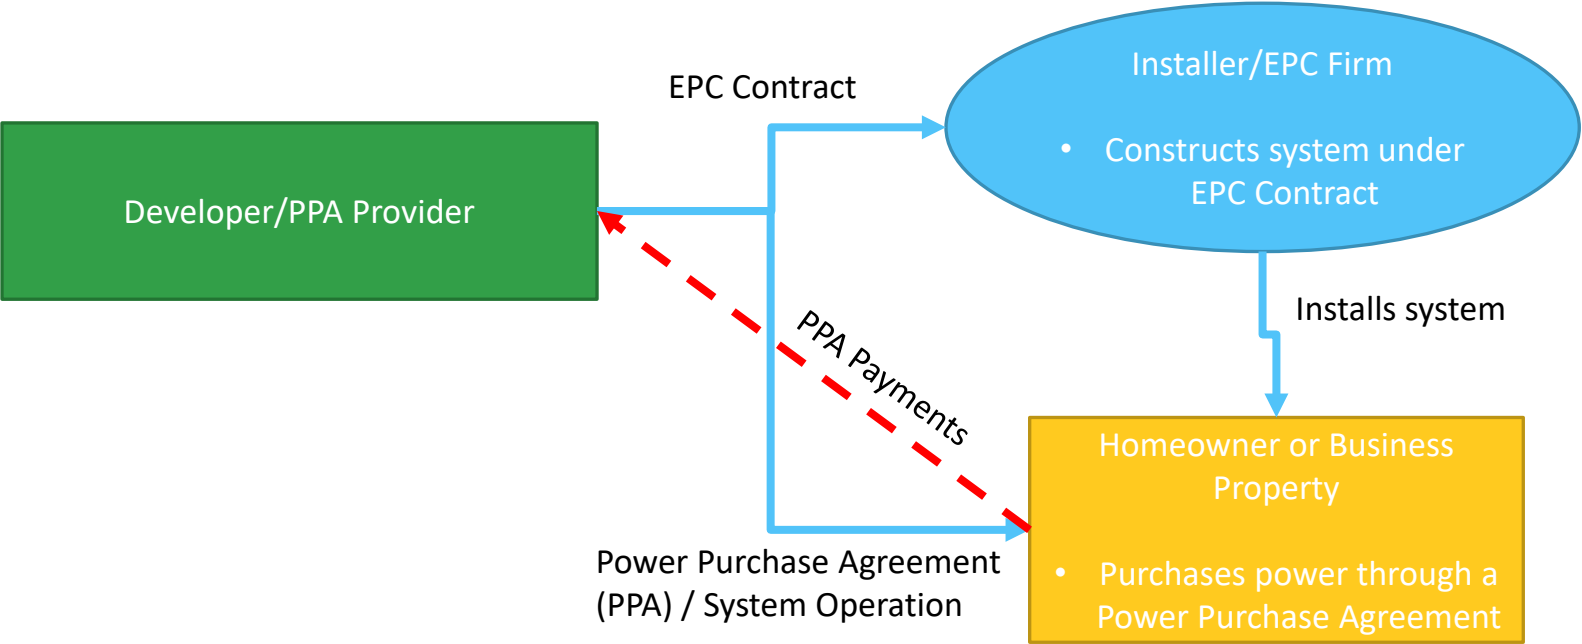 Installer/EPC Firm
EPC Contract
• Constructs system under
EPC Contract
Developer/PPA Provider
Installs system
PPA Payments
Homeowner or Business
Property
Power Purchase Agreement
(PPA) / System Operation
• Purchases power through a
Power Purchase Agreement